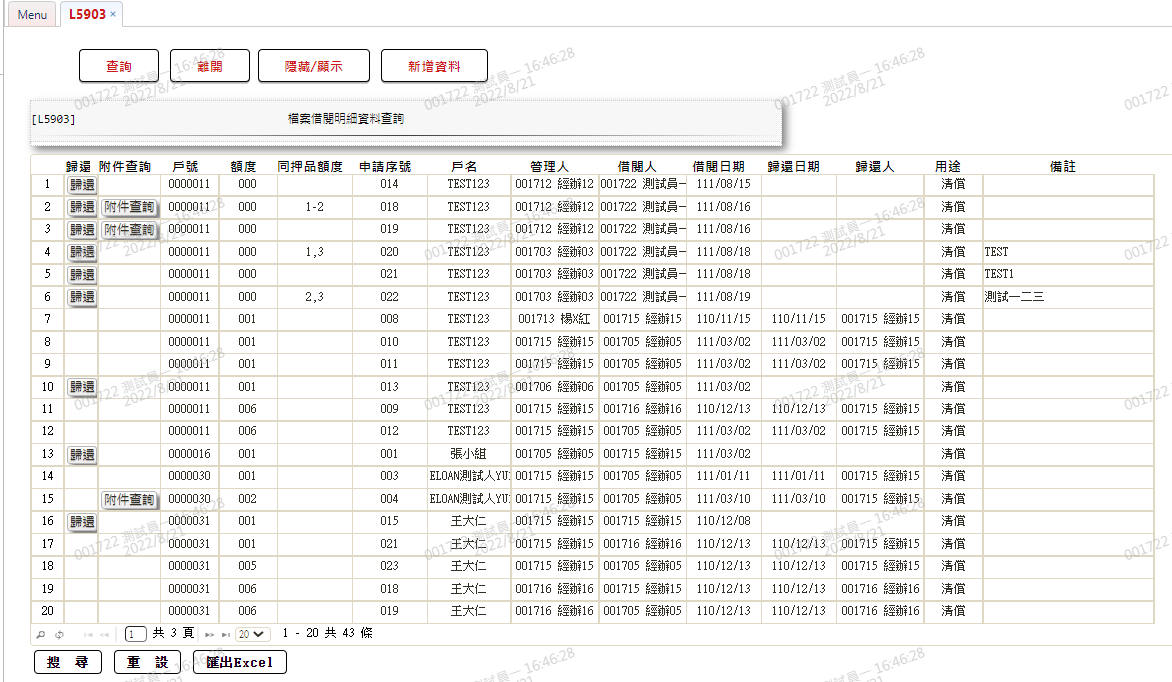 Menu L5903 ×
查詢 離開 隱藏/顯示 新增資料
[L5903] 檔案借閱明細資料查詢
歸還 附件查詢 戶號 額度 同押品額度 申請序號 戶名 管理人 借閱人 借閱日期 歸還日期 歸還人 用途 備註
1 歸還 0000011 000 014 TEST123 001712 經辦12 001722 測試員一 111/08/15 清償
2 歸還 附件查詢 0000011 000 1-2 018 TEST123 001712 經辦12 001722 測試員一 111/08/16 清償
3 歸還 附件查詢 0000011 000 019 TEST123 001712 經辦12 001722 測試員一 111/08/16 清償
4 歸還 0000011 000 1,3 020 TEST123 001703 經辦03 001722 測試員一 111/08/18 清償 TEST
5 歸還 0000011 000 021 TEST123 001703 經辦03 001722 測試員一 111/08/18 清償 TEST1
6 歸還 0000011 000 2,3 022 TEST123 001703 經辦03 001722 測試員一 111/08/19 清償 測試一二三
7 0000011 001 008 TEST123 001713 楊X紅 001715 經辦15 110/11/15 110/11/15 001715 經辦15 清償
8 0000011 001 010 TEST123 001715 經辦15 001705 經辦05 111/03/02 111/03/02 001715 經辦15 清償
9 0000011 001 011 TEST123 001715 經辦15 001705 經辦05 111/03/02 111/03/02 001715 經辦15 清償
10 歸還 0000011 001 013 TEST123 001706 經辦06 001705 經辦05 111/03/02 清償
11 0000011 006 009 TEST123 001715 經辦15 001716 經辦16 110/12/13 110/12/13 001715 經辦15 清償
12 0000011 006 012 TEST123 001715 經辦15 001705 經辦05 111/03/02 111/03/02 001715 經辦15 清償
13 歸還 0000016 001 001 張小組 001705 經辦05 001715 經辦15 111/03/02 清償
14 0000030 001 003 ELOAN測試人YU 001715 經辦15 001705 經辦05 111/01/11 111/01/11 001715 經辦15 清償
15 附件查詢 0000030 002 004 ELOAN測試人YU 001715 經辦15 001705 經辦05 111/03/10 111/03/10 001715 經辦15 清償
16 歸還 0000031 001 015 王大仁 001715 經辦15 001715 經辦15 110/12/08 清償
17 0000031 001 021 王大仁 001715 經辦15 001716 經辦16 110/12/13 110/12/13 001715 經辦15 清償
18 0000031 005 023 王大仁 001715 經辦15 001705 經辦05 110/12/13 110/12/13 001715 經辦15 清償
19 0000031 006 018 王大仁 001716 經辦16 001705 經辦05 110/12/13 110/12/13 001716 經辦16 清償
20 0000031 006 019 王大仁 001716 經辦16 001705 經辦05 110/12/13 110/12/13 001716 經辦16 清償
1 共 3 頁 20 1 - 20 共 43 條
搜 尋 重 設 匯出Excel
001722 測試員一 16:46:28
2022/8/21